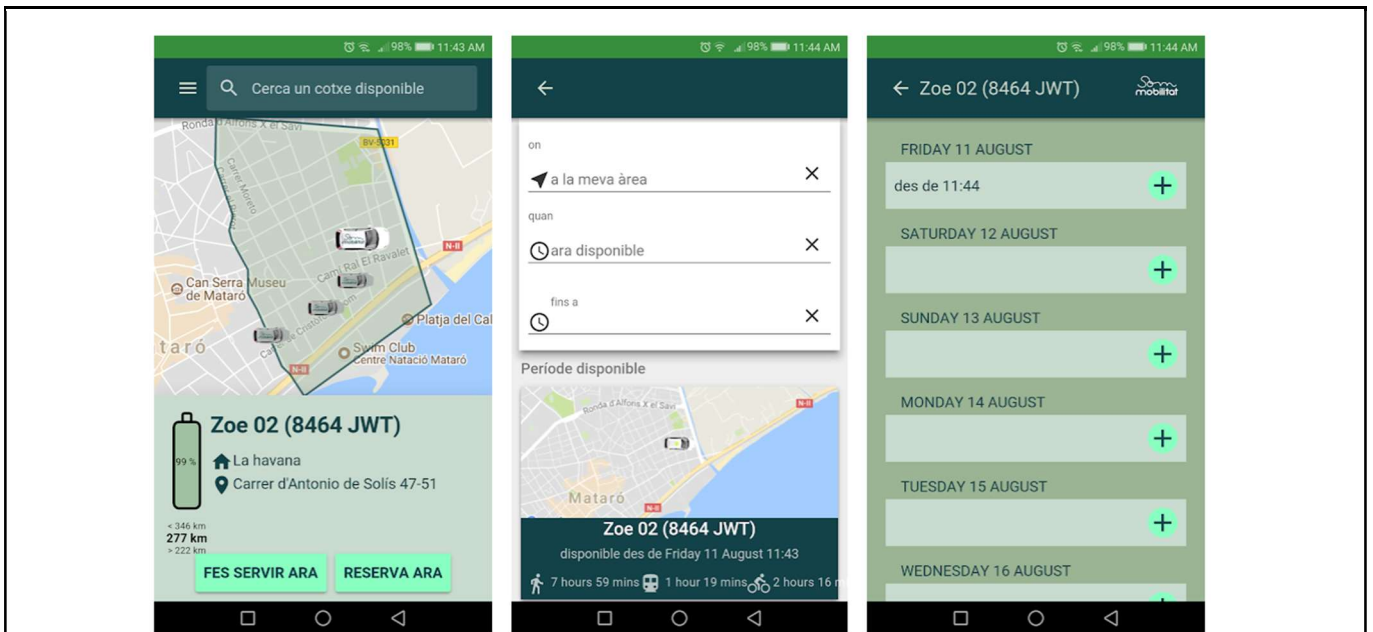 98% 11:43 AM
Cerca un cotxe disponible
Ronda d'Alfons X el Savi
BV-5031
Carrer Moreto
N-II
Camí Ral El Ravalet
Can Serra Museu
de Mataró
Platja del Cal
taró
Swim Club
Centre Natació Mataró
N-II
Zoe 02 (8464 JWT)
99 %
La havana
Carrer d'Antonio de Solís 47-51
< 346 km
277 km
> 222 km
FES SERVIR ARA
RESERVA ARA
98% 11:44 AM
on
a la meva àrea
quan
ara disponible
fins a
Període disponible
Ronda d'Alfons X el Savi
N-II
Mataró
N-II
Zoe 02 (8464 JWT)
disponible des de Friday 11 August 11:43
7 hours 59 mins 1 hour 19 mins 2 hours 16 m
98% 11:44 AM
Zoe 02 (8464 JWT)
Som
mobilitat
FRIDAY 11 AUGUST
des de 11:44
SATURDAY 12 AUGUST
SUNDAY 13 AUGUST
MONDAY 14 AUGUST
TUESDAY 15 AUGUST
WEDNESDAY 16 AUGUST